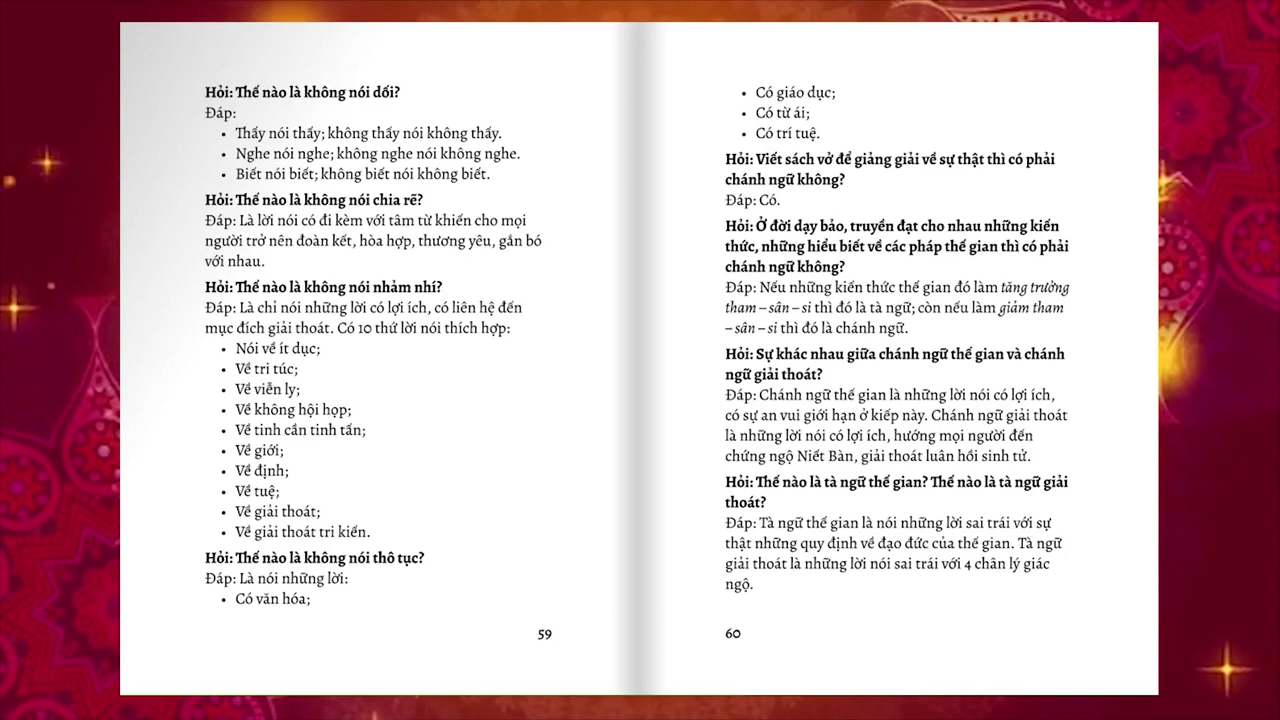 Hỏi: Thế nào là không nói dối?
Đáp:
• Thấy nói thấy; không thấy nói không thấy.
• Nghe nói nghe; không nghe nói không nghe.
• Biết nói biết; không biết nói không biết.
Hỏi: Thế nào là không nói chia rẽ?
Đáp: Là lời nói có đi kèm với tâm từ khiến cho mọi
người trở nên đoàn kết, hòa hợp, thương yêu, gắn bó
với nhau.
Hỏi: Thế nào là không nói nhảm nhí?
Đáp: Là chỉ nói những lời có lợi ích, có liên hệ đến
mục đích giải thoát. Có 10 thứ lời nói thích hợp:
• Nói về ít dục;
• Về tri túc;
• Về viễn ly;
• Về không hội họp;
• Về tinh cần tinh tấn;
• Về giới;
• Về định;
• Về tuệ;
• Về giải thoát;
• Về giải thoát tri kiến.
Hỏi: Thế nào là không nói thô tục?
Đáp: Là nói những lời:
• Có văn hóa;
59
• Có giáo dục;
• Có từ ái;
• Có trí tuệ.
Hỏi: Viết sách vở để giảng giải về sự thật thì có phải
chánh ngữ không?
Đáp: Có.
Hỏi: Ở đời dạy bảo, truyền đạt cho nhau những kiến
thức, những hiểu biết về các pháp thế gian thì có phải
chánh ngữ không?
Đáp: Nếu những kiến thức thế gian đó làm tăng trưởng
tham – sân – si thì đó là tà ngữ; còn nếu làm giảm tham
– sân – si thì đó là chánh ngữ.
Hỏi: Sự khác nhau giữa chánh ngữ thế gian và chánh
ngữ giải thoát?
Đáp: Chánh ngữ thế gian là những lời nói có lợi ích,
có sự an vui giới hạn ở kiếp này. Chánh ngữ giải thoát
là những lời nói có lợi ích, hướng mọi người đến
chứng ngộ Niết Bàn, giải thoát luân hồi sinh tử.
Hỏi: Thế nào là tà ngữ thế gian? Thế nào là tà ngữ giải
thoát?
Đáp: Tà ngữ thế gian là nói những lời sai trái với sự
thật những quy định về đạo đức của thế gian. Tà ngữ
giải thoát là những lời nói sai trái với 4 chân lý giác
ngộ.
60